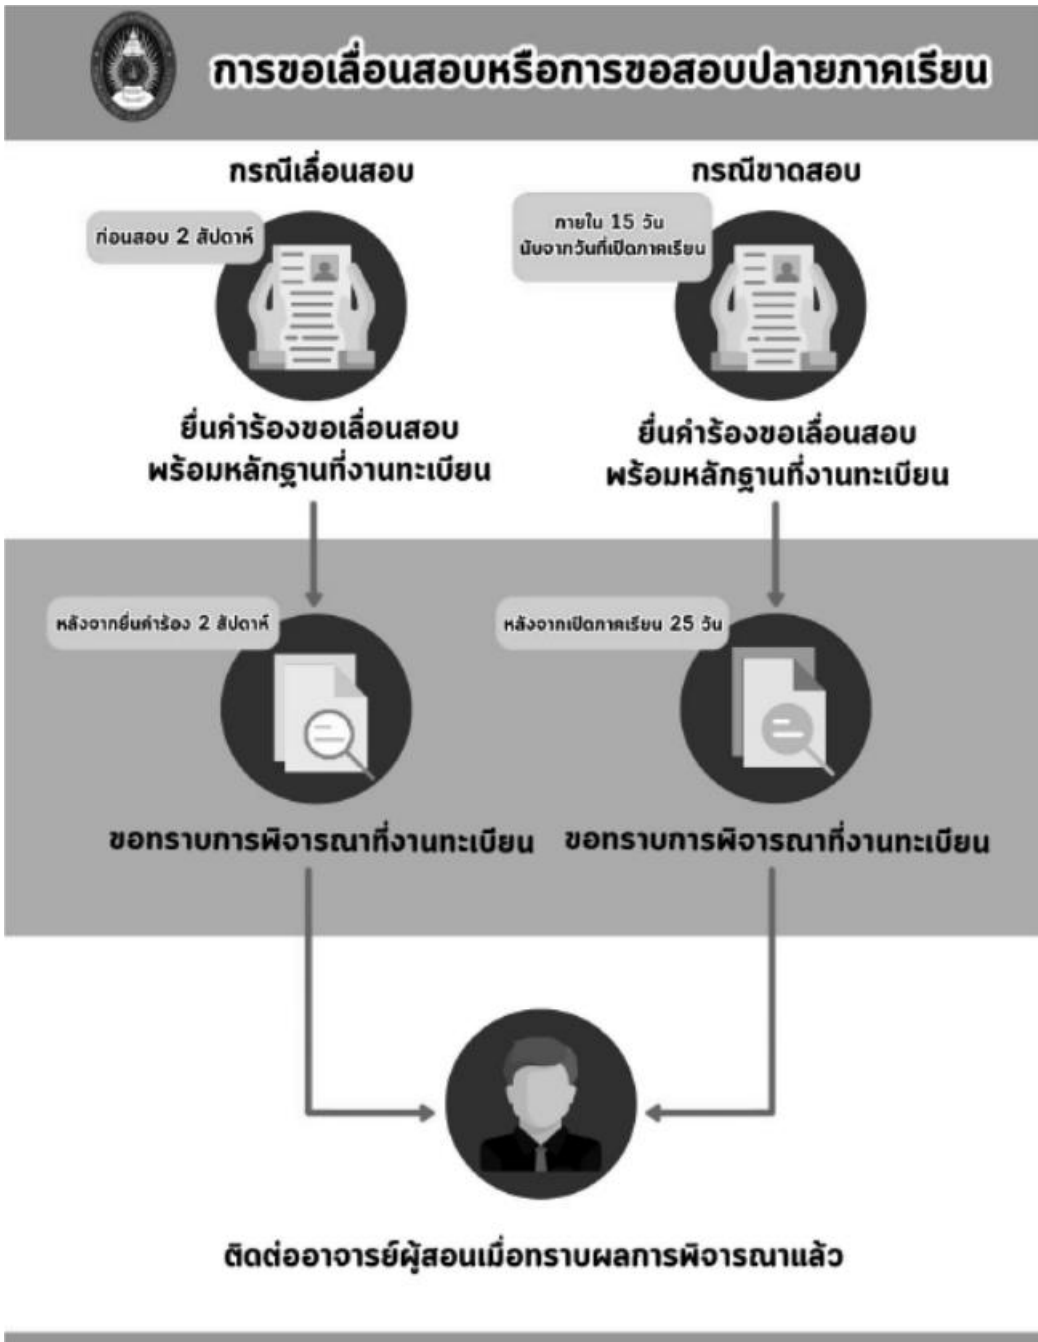 การขอเลื่อนสอบหรือการขอสอบปลายภาคเรียน
กรณีเลื่อนสอบ
ก่อนสอบ 2 สัปดาห์
ยื่นคำร้องขอเลื่อนสอบ
พร้อมหลักฐานที่งานทะเบียน
กรณีขาดสอบ
ภายใน 15 วัน
นับจากวันที่เปิดภาคเรียน
ยื่นคำร้องขอเลื่อนสอบ
พร้อมหลักฐานที่งานทะเบียน
หลังจากยื่นคำร้อง 2 สัปดาห์
ขอทราบการพิจารณาที่งานทะเบียน
หลังจากเปิดภาคเรียน 25 วัน
ขอทราบการพิจารณาที่งานทะเบียน
ติดต่ออาจารย์ผู้สอนเมื่อทราบผลการพิจารณาแล้ว